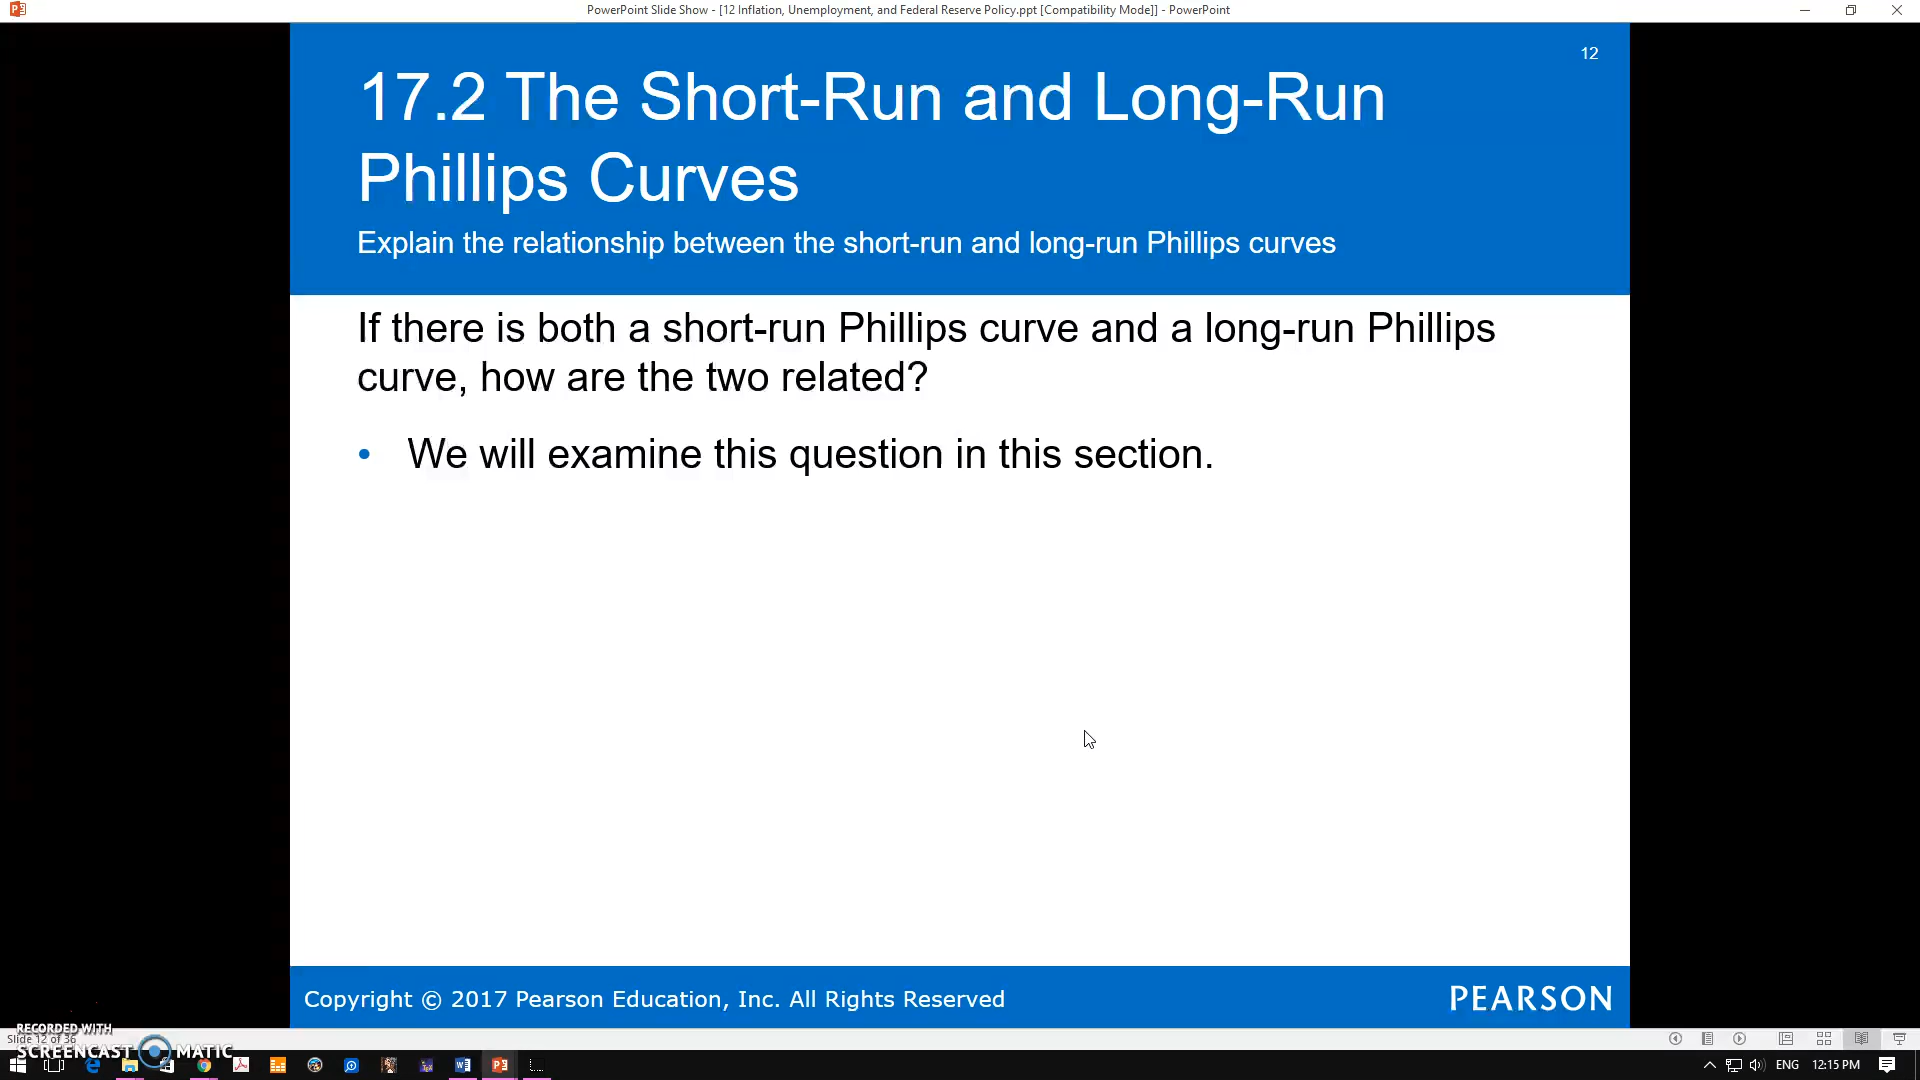 PowerPoint Slide Show - [12 Inflation, Unemployment, and Federal Reserve Policy.ppt [Compatibility Mode]] - PowerPoint
12
17.2 The Short-Run and Long-Run
Phillips Curves
Explain the relationship between the short-run and long-run Phillips curves
If there is both a short-run Phillips curve and a long-run Phillips
curve, how are the two related?
• We will examine this question in this section.
Copyright © 2017 Pearson Education, Inc. All Rights Reserved
PEARSON
RECORDED WITH
Slide 12 of 36
SCREENCAST MATIC
ENG
12:15 PM